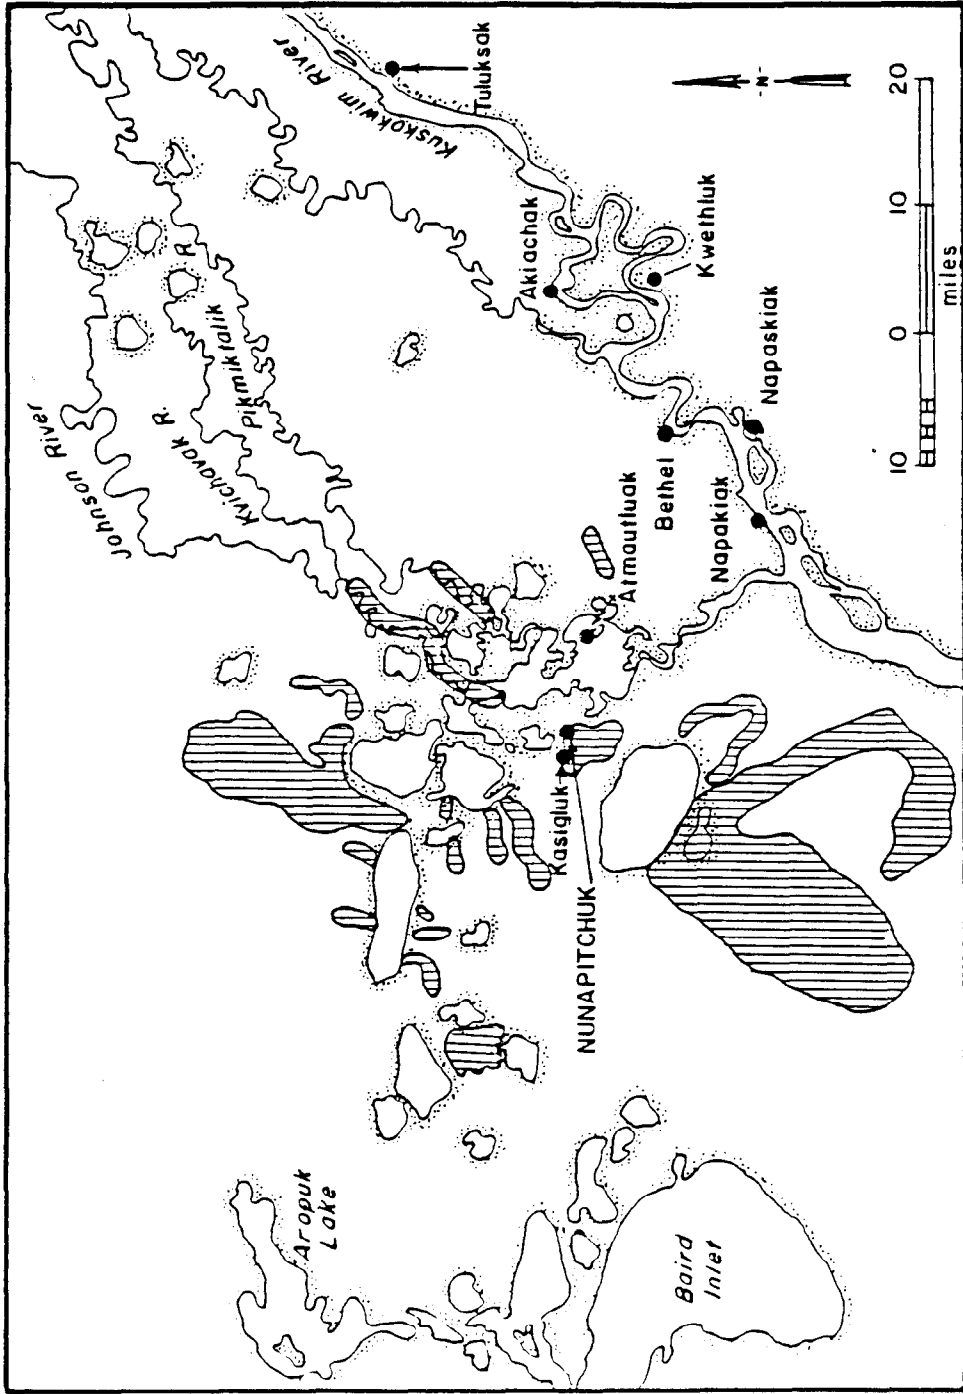 Johnson River
Kvichavak R.
Pikmiktalik R.
Kuskokwim
River
Tuluksak
Akiachak
Kwethluk
Bethel
Napaskiak
Napakiak
Atmautluak
Kasigluk
NUNAPITCHUK
Aropuk
Lake
Baird
Inlet
-N-
10 0 10 20
miles